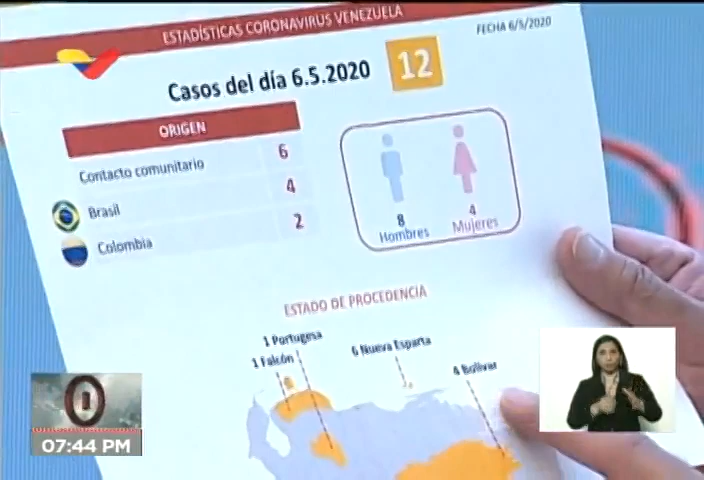 ESTADÍSTICAS CORONAVIRUS VENEZUELA
FECHA 6/5/2020
Casos del día 6.5.2020 12
ORIGEN
Contacto comunitario 6
Brasil 4
Colombia 2
8 Hombres
4 Mujeres
ESTADO DE PROCEDENCIA
1 Portugesa
1 Falcón
6 Nueva Esparta
4 Bolívar
07:44 PM